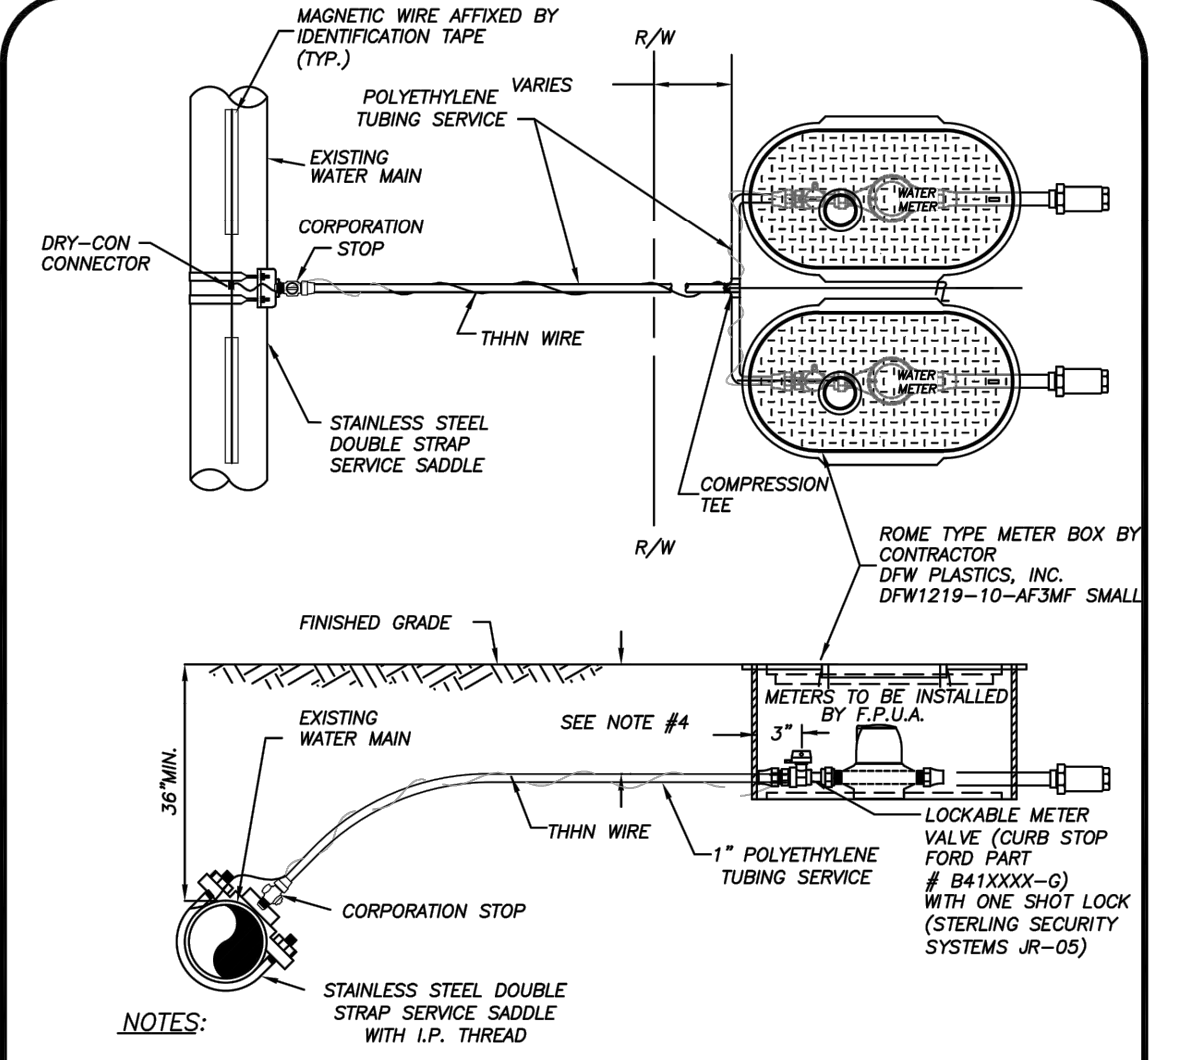 MAGNETIC WIRE AFFIXED BY
IDENTIFICATION TAPE
(TYP.)
R/W
VARIES
POLYETHYLENE
TUBING SERVICE
EXISTING
WATER MAIN
CORPORATION
STOP
DRY-CON
CONNECTOR
WATER
METER
THHN WIRE
WATER
METER
STAINLESS STEEL
DOUBLE STRAP
SERVICE SADDLE
COMPRESSION
TEE
R/W
ROME TYPE METER BOX BY
CONTRACTOR
DFW PLASTICS, INC.
DFW1219-10-AF3MF SMALL
FINISHED GRADE
METERS TO BE INSTALLED
BY F.P.U.A.
EXISTING
WATER MAIN
SEE NOTE #4
3"
36"MIN.
THHN WIRE
1" POLYETHYLENE
TUBING SERVICE
LOCKABLE METER
VALVE (CURB STOP
FORD PART
# B41XXXX-G)
WITH ONE SHOT LOCK
(STERLING SECURITY
SYSTEMS JR-05)
CORPORATION STOP
STAINLESS STEEL DOUBLE
STRAP SERVICE SADDLE
WITH I.P. THREAD
NOTES: